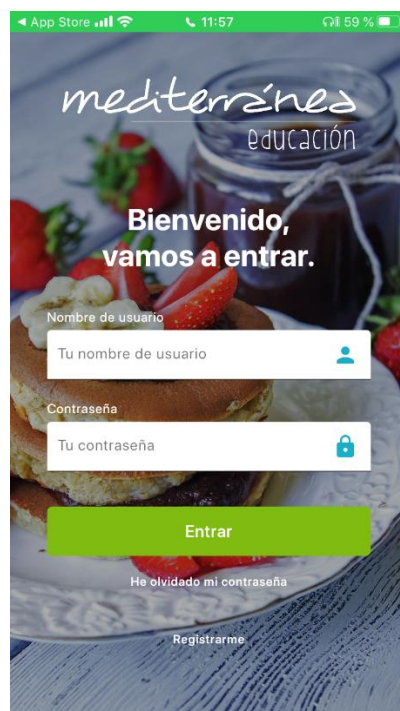 App Store
11:57
59 %
mediterránea
educación
Bienvenido,
vamos a entrar.
Nombre de usuario
Tu nombre de usuario
Contraseña
Tu contraseña
Entrar
He olvidado mi contraseña
Registrarme